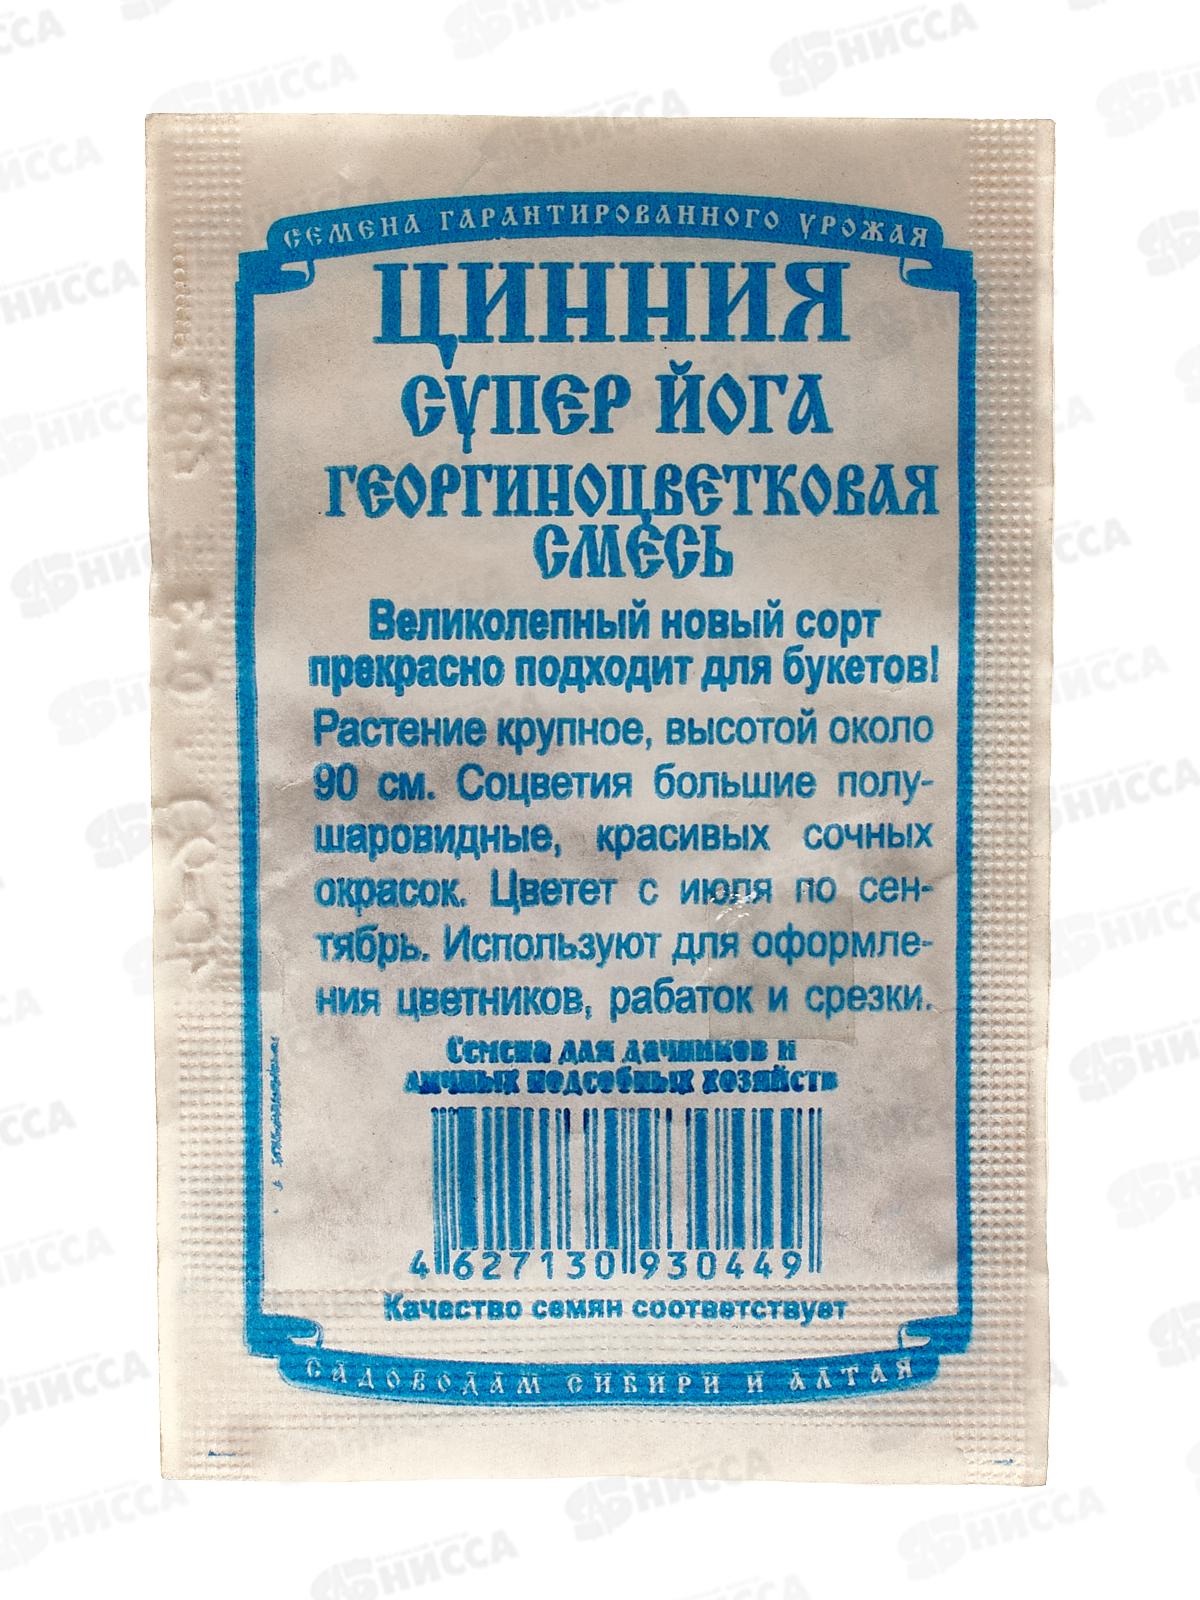 СЕМЕНА ГАРАНТИРОВАННОГО УРОЖАЯ
ЦИННИЯ
СУПЕР ЙОГА
ГЕОРГИНОЦВЕТКОВАЯ
СМЕСЬ
Великолепный новый сорт
прекрасно подходит для букетов!
Растение крупное, высотой около
90 см. Соцветия большие полу-
шаровидные, красивых сочных
окрасок. Цветет с июля по сен-
тябрь. Используют для оформле-
ния цветников, рабаток и срезки.
Семена для дачников и
личных подсобных хозяйств
4 627130 930449
Качество семян соответствует
САДОВОДАМ СИБИРИ И АЛТАЯ